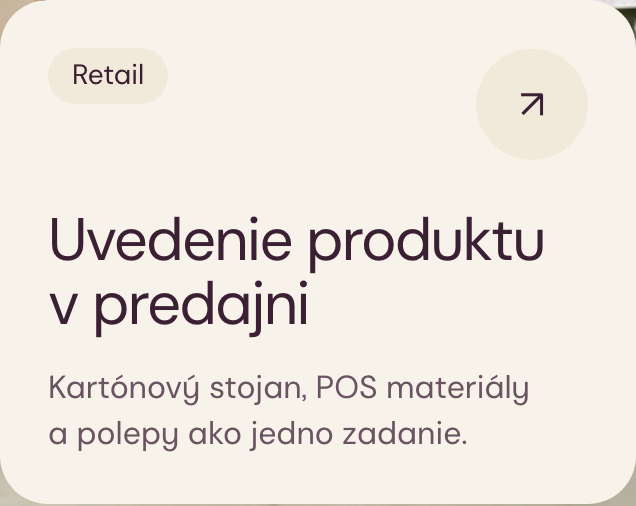 Retail
Uvedenie produktu
v predajni
Kartónový stojan, POS materiály
a polepy ako jedno zadanie.